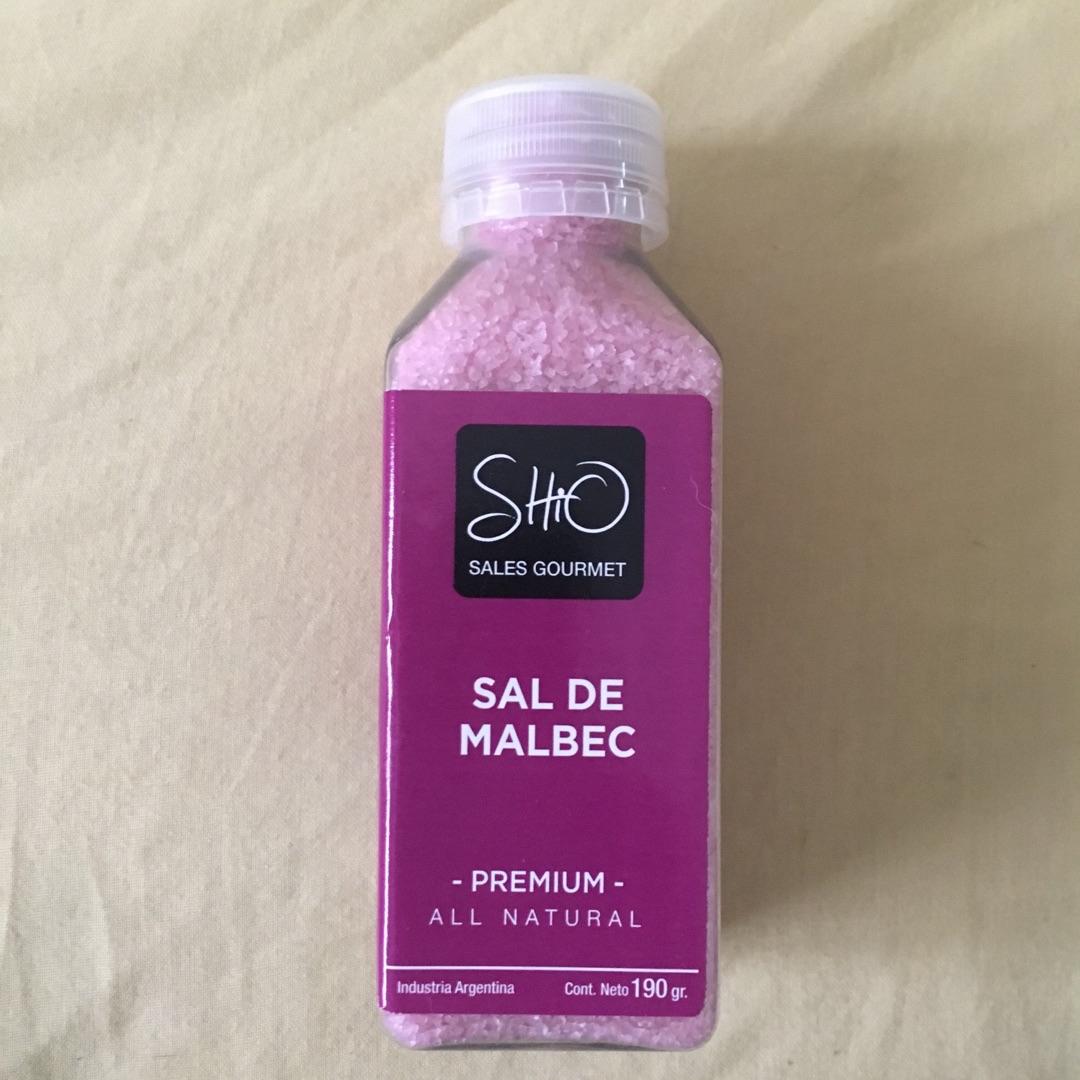 SHiO
SALES GOURMET
SAL DE
MALBEC
- PREMIUM -
ALL NATURAL
Industria Argentina Cont. Neto 190 gr.